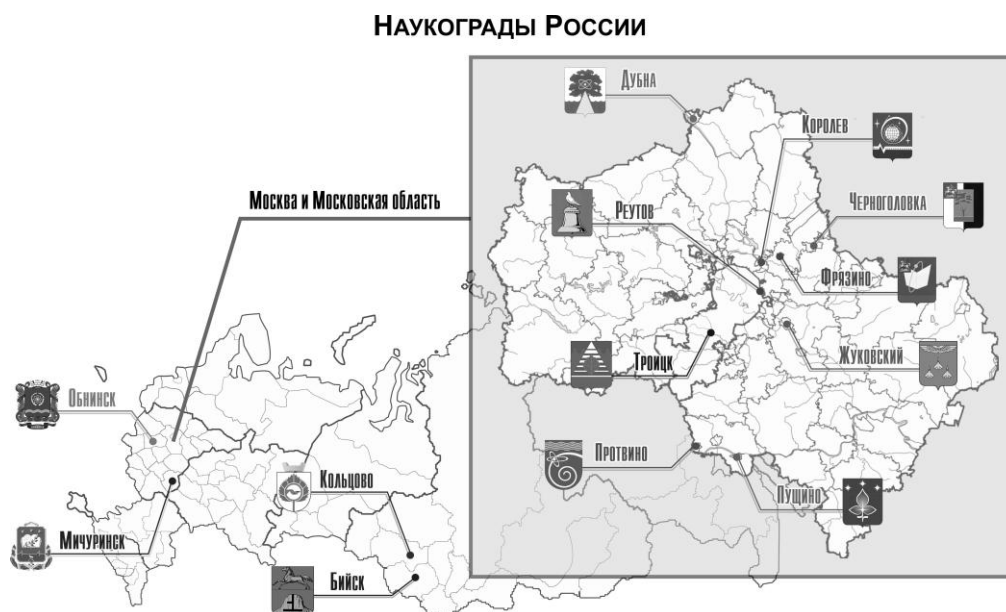 НАУКОГРАДЫ РОССИИ
ДУБНА
КОРОЛЕВ
МОСКВА И МОСКОВСКАЯ ОБЛАСТЬ
РЕУТОВ
ЧЕРНОГОЛОВКА
ФРЯЗИНО
ТРОИЦК
ЖУКОВСКИЙ
ОБНИНСК
ПРОТВИНО
КОЛЬЦОВО
ПУЩИНО
МИЧУРИНСК
БИЙСК